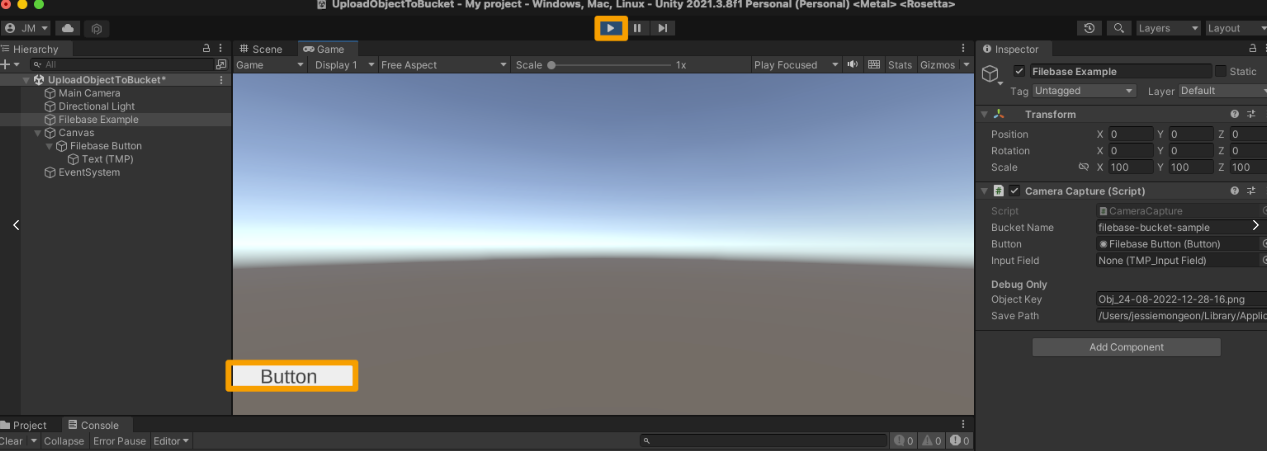 UploadObjectToBucket - My project - Windows, Mac, Linux - Unity 2021.3.8f1 Personal (Personal) <Metal> <Rosetta>
JM Layers Layout
Hierarchy
All
UploadObjectToBucket*
Main Camera
Directional Light
Filebase Example
Canvas
Filebase Button
Text (TMP)
EventSystem
Scene Game
Game Display 1 Free Aspect Scale 1x Play Focused Stats Gizmos
Button
Inspector
Filebase Example Static
Tag Untagged Layer Default
Transform
Position X 0 Y 0 Z 0
Rotation X 0 Y 0 Z 0
Scale X 100 Y 100 Z 100
# Camera Capture (Script)
Script CameraCapture
Bucket Name filebase-bucket-sample
Button Filebase Button (Button)
Input Field None (TMP_Input Field)
Debug Only
Object Key Obj_24-08-2022-12-28-16.png
Save Path /Users/jessiemongeon/Library/Applic
Add Component
Project Console
Clear Collapse Error Pause Editor 0 0 0